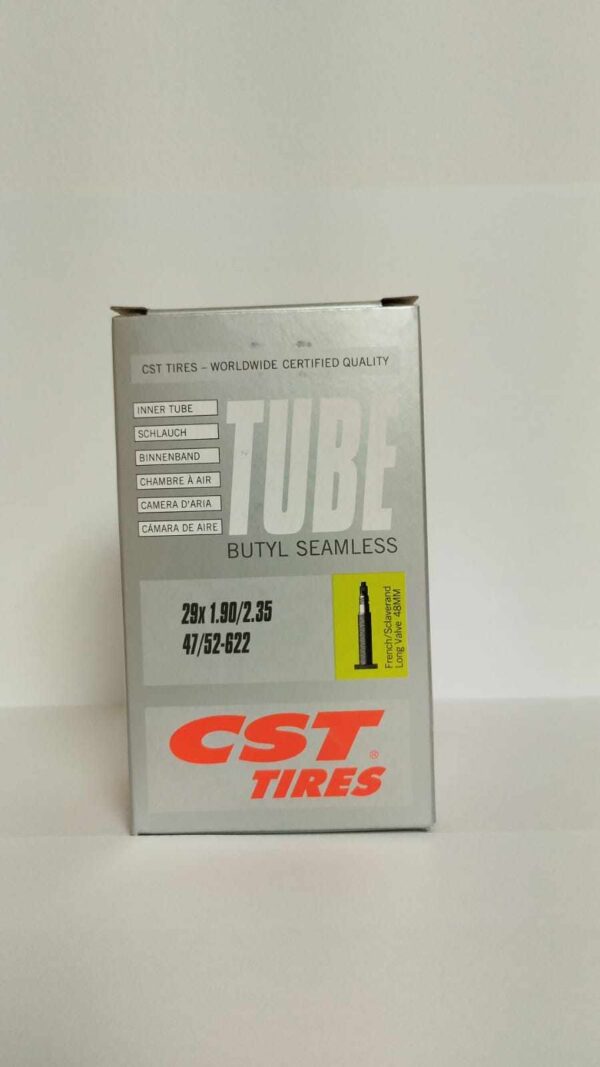 CST TIRES – WORLDWIDE CERTIFIED QUALITY
INNER TUBE
SCHLAUCH
BINNENBAND
CHAMBRE À AIR
CAMERA D'ARIA
CÁMARA DE AIRE
TUBE
BUTYL SEAMLESS
29x 1.90/2.35
47/52-622
French/Sclaverand
Long Valve 48MM
CST®
TIRES